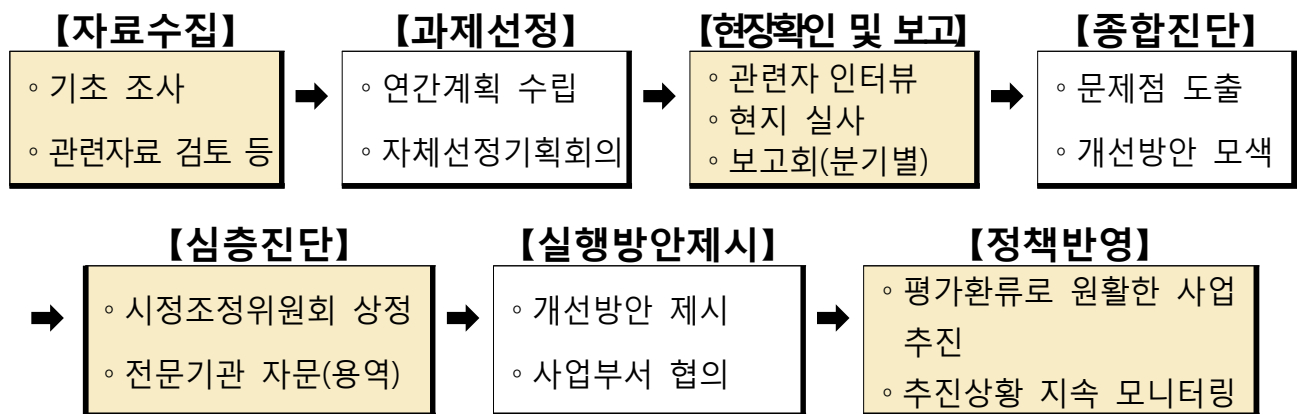 【자료수집】
◦ 기초 조사
◦ 관련자료 검토 등
【과제선정】
◦ 연간계획 수립
◦ 자체선정기획회의
【현장확인 및 보고】
◦ 관련자 인터뷰
◦ 현지 실사
◦ 보고회(분기별)
【종합진단】
◦ 문제점 도출
◦ 개선방안 모색
【심층진단】
◦ 시정조정위원회 상정
◦ 전문기관 자문(용역)
【실행방안제시】
◦ 개선방안 제시
◦ 사업부서 협의
【정책반영】
◦ 평가환류로 원활한 사업
추진
◦ 추진상황 지속 모니터링